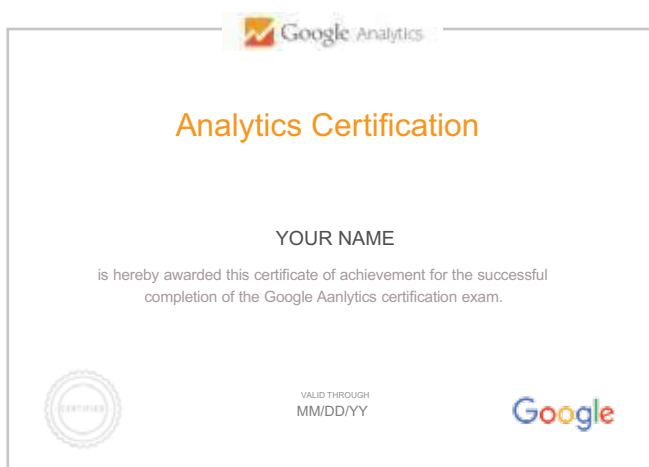 Google Analytics
Analytics Certification
YOUR NAME
is hereby awarded this certificate of achievement for the successful
completion of the Google Aanlytics certification exam.
CERTIFIED
VALID THROUGH
MM/DD/YY
Google